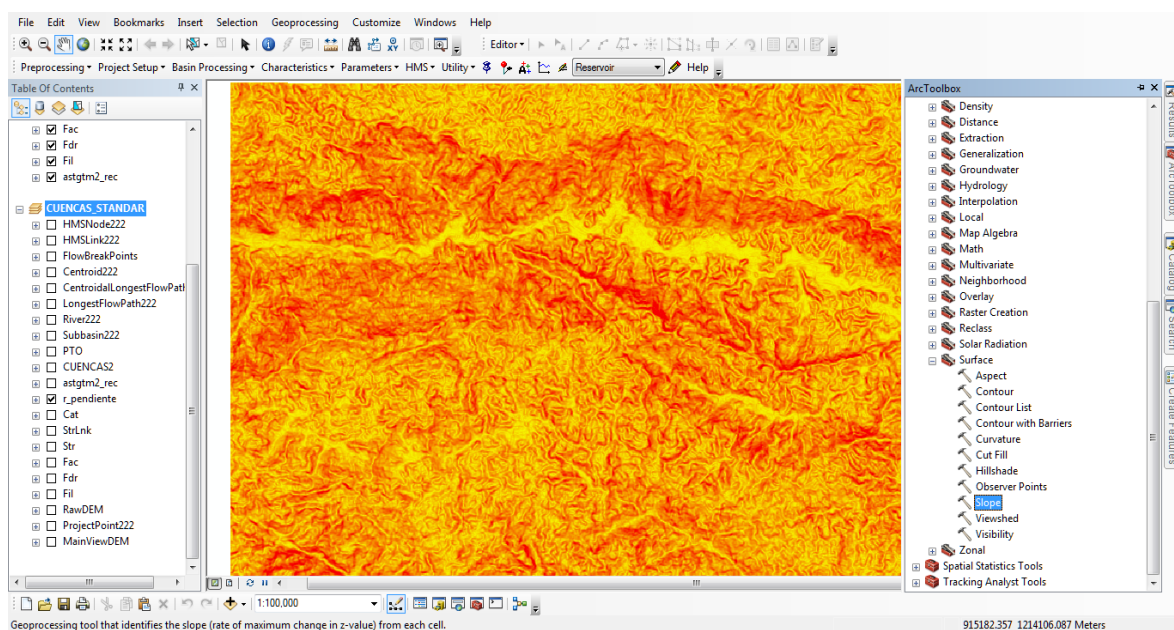 File Edit View Bookmarks Insert Selection Geoprocessing Customize Windows Help
Editor
Preprocessing Project Setup Basin Processing Characteristics Parameters HMS Utility Reservoir Help
Table Of Contents
Fac
Fdr
Fil
astgtm2_rec
CUENCAS_STANDAR
HMSNode222
HMSLink222
FlowBreakPoints
Centroid222
CentroidalLongestFlowPath
LongestFlowPath222
River222
Subbasin222
PTO
CUENCAS2
astgtm2_rec
r_pendiente
Cat
StrLnk
Str
Fac
Fdr
Fil
RawDEM
ProjectPoint222
MainViewDEM
ArcToolbox
Density
Distance
Extraction
Generalization
Groundwater
Hydrology
Interpolation
Local
Map Algebra
Math
Multivariate
Neighborhood
Overlay
Raster Creation
Reclass
Solar Radiation
Surface
Aspect
Contour
Contour List
Contour with Barriers
Curvature
Cut Fill
Hillshade
Observer Points
Slope
Viewshed
Visibility
Zonal
Spatial Statistics Tools
Tracking Analyst Tools
Results
ArcToolbox
Catalog
Search
Create Features
1:100,000
Geoprocessing tool that identifies the slope (rate of maximum change in z-value) from each cell.
915182.357 1214106.087 Meters